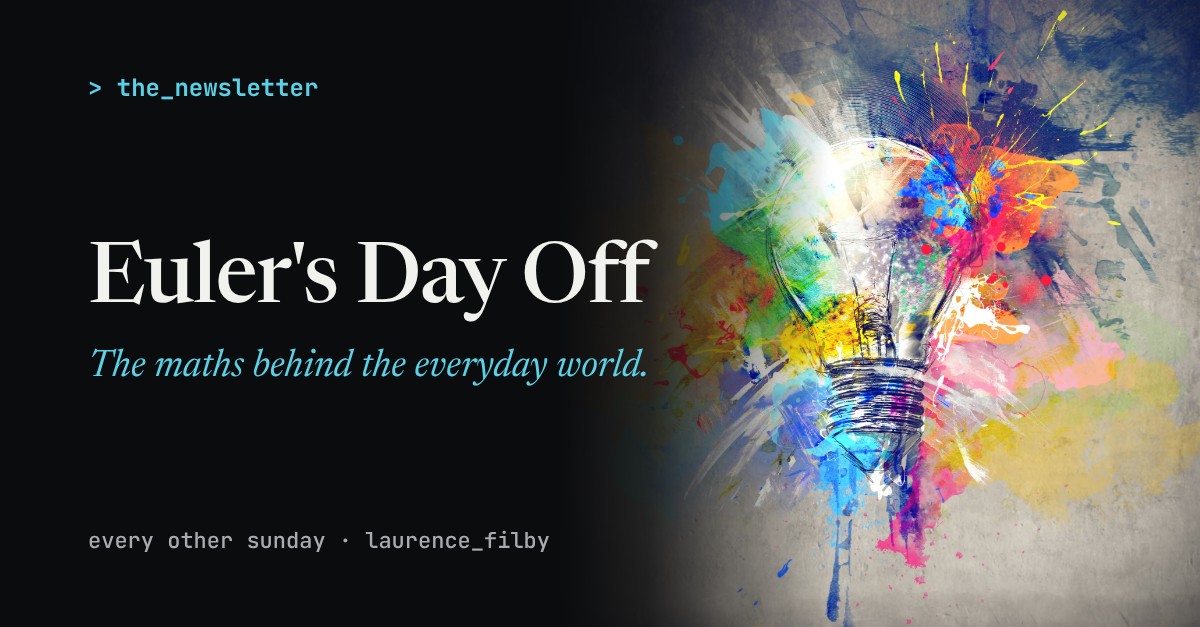 > the_newsletter
Euler's Day Off
The maths behind the everyday world.
every other sunday · laurence_filby